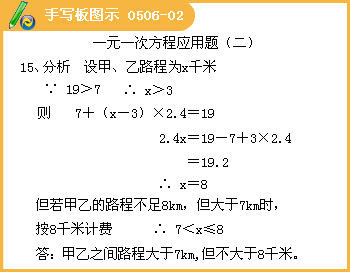 手写板图示 0506-02
一元一次方程应用题（二）
15、分析 设甲、乙路程为x千米
∵ 19＞7 ∴ x＞3
则 7＋(x－3)×2.4＝19
2.4x＝19－7＋3×2.4
＝19.2
∴ x＝8
但若甲乙的路程不足8km，但大于7km时，
按8千米计费 ∴ 7＜x≤8
答：甲乙之间路程大于7km,但不大于8千米。